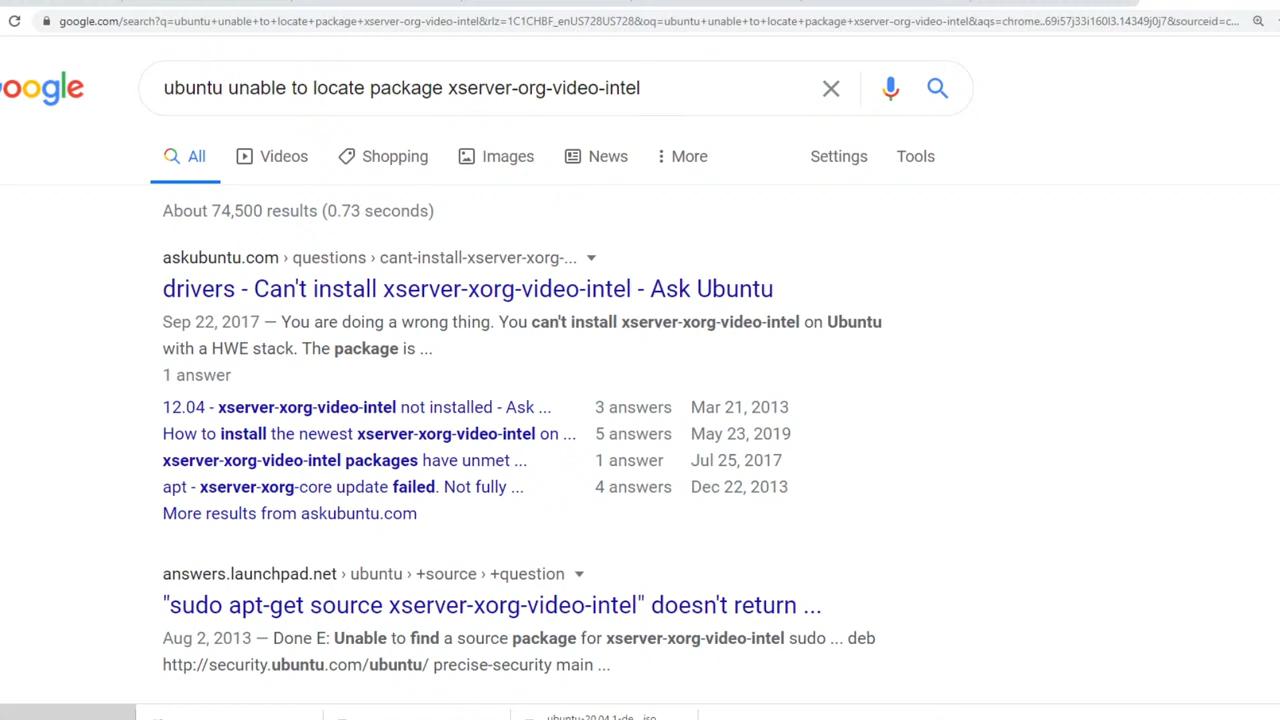 google.com/search?q=ubuntu+unable+to+locate+package+xserver-org-video-intel&rlz=1C1CHBF_enUS728US728&oq=ubuntu+unable+to+locate+package+xserver-org-video-intel&aqs=chrome..69i57j33i160l3.14349j0j7&sourceid=c...
oogle
ubuntu unable to locate package xserver-org-video-intel
All Videos Shopping Images News More Settings Tools
About 74,500 results (0.73 seconds)
askubuntu.com › questions › cant-install-xserver-xorg-...
drivers - Can't install xserver-xorg-video-intel - Ask Ubuntu
Sep 22, 2017 — You are doing a wrong thing. You can't install xserver-xorg-video-intel on Ubuntu
with a HWE stack. The package is ...
1 answer
12.04 - xserver-xorg-video-intel not installed - Ask ... 3 answers Mar 21, 2013
How to install the newest xserver-xorg-video-intel on ... 5 answers May 23, 2019
xserver-xorg-video-intel packages have unmet ... 1 answer Jul 25, 2017
apt - xserver-xorg-core update failed. Not fully ... 4 answers Dec 22, 2013
More results from askubuntu.com
answers.launchpad.net › ubuntu › +source › +question
"sudo apt-get source xserver-xorg-video-intel" doesn't return ...
Aug 2, 2013 — Done E: Unable to find a source package for xserver-xorg-video-intel sudo ... deb
http://security.ubuntu.com/ubuntu/ precise-security main ...
ubuntu-20.04.1-de...iso